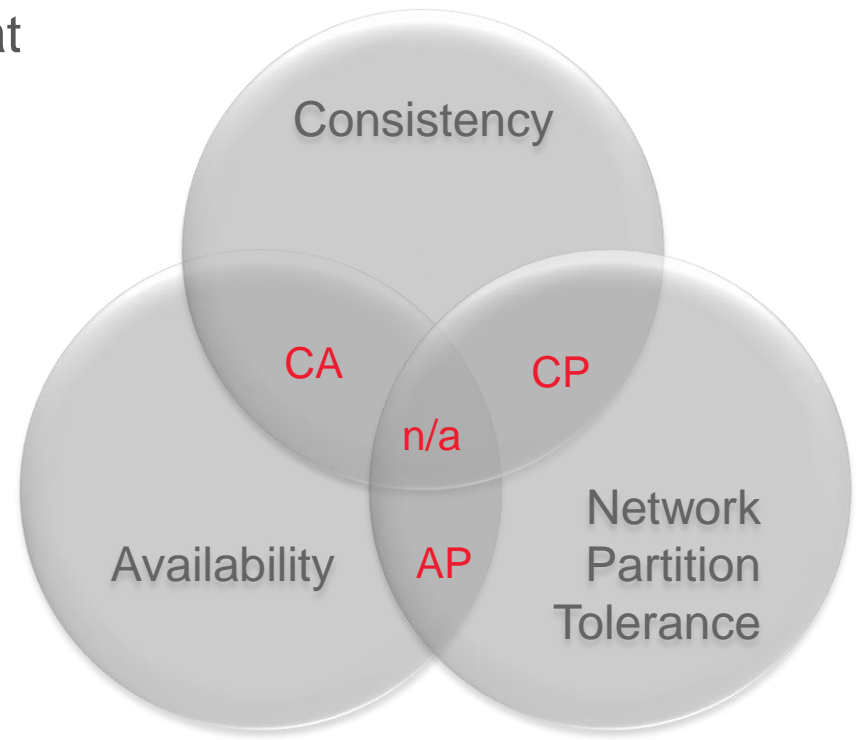 Consistency
CA
CP
n/a
Network
Partition
Tolerance
Availability
AP